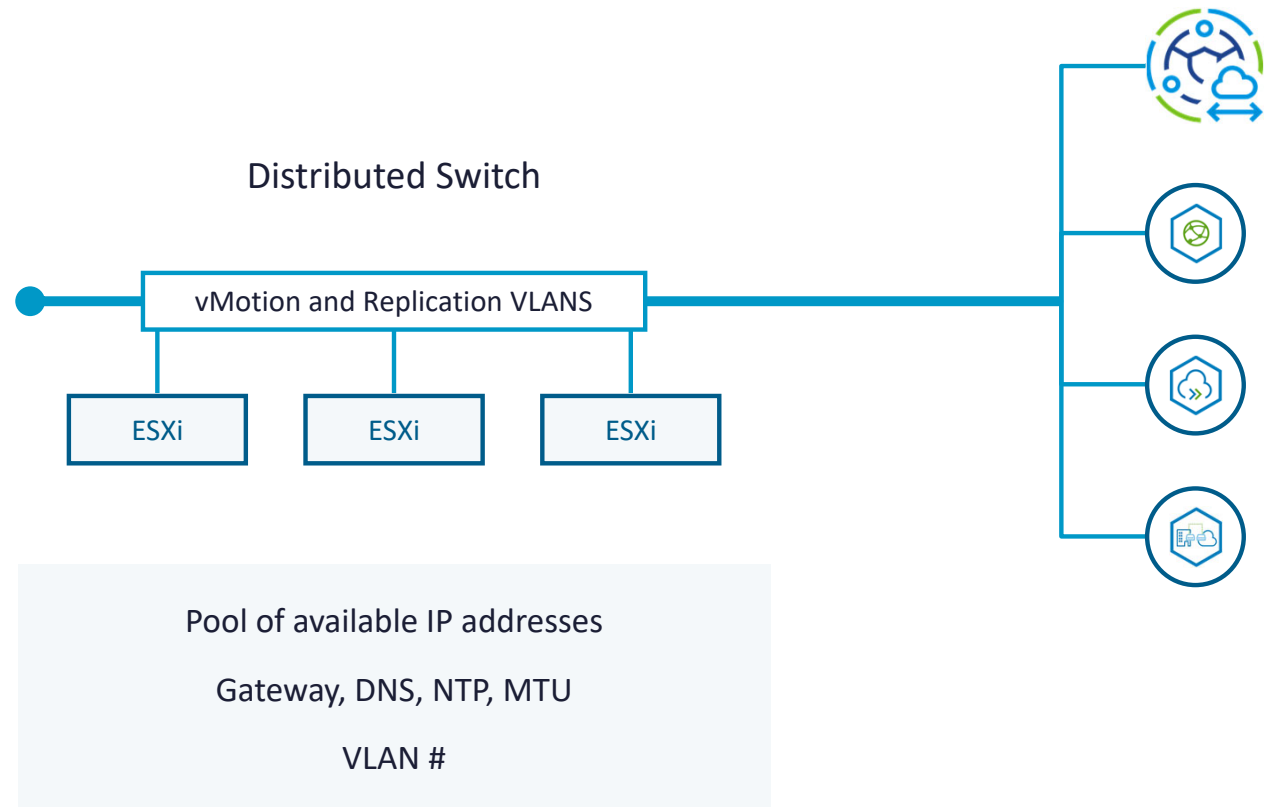 Distributed Switch
vMotion and Replication VLANS
ESXi
ESXi
ESXi
Pool of available IP addresses
Gateway, DNS, NTP, MTU
VLAN #